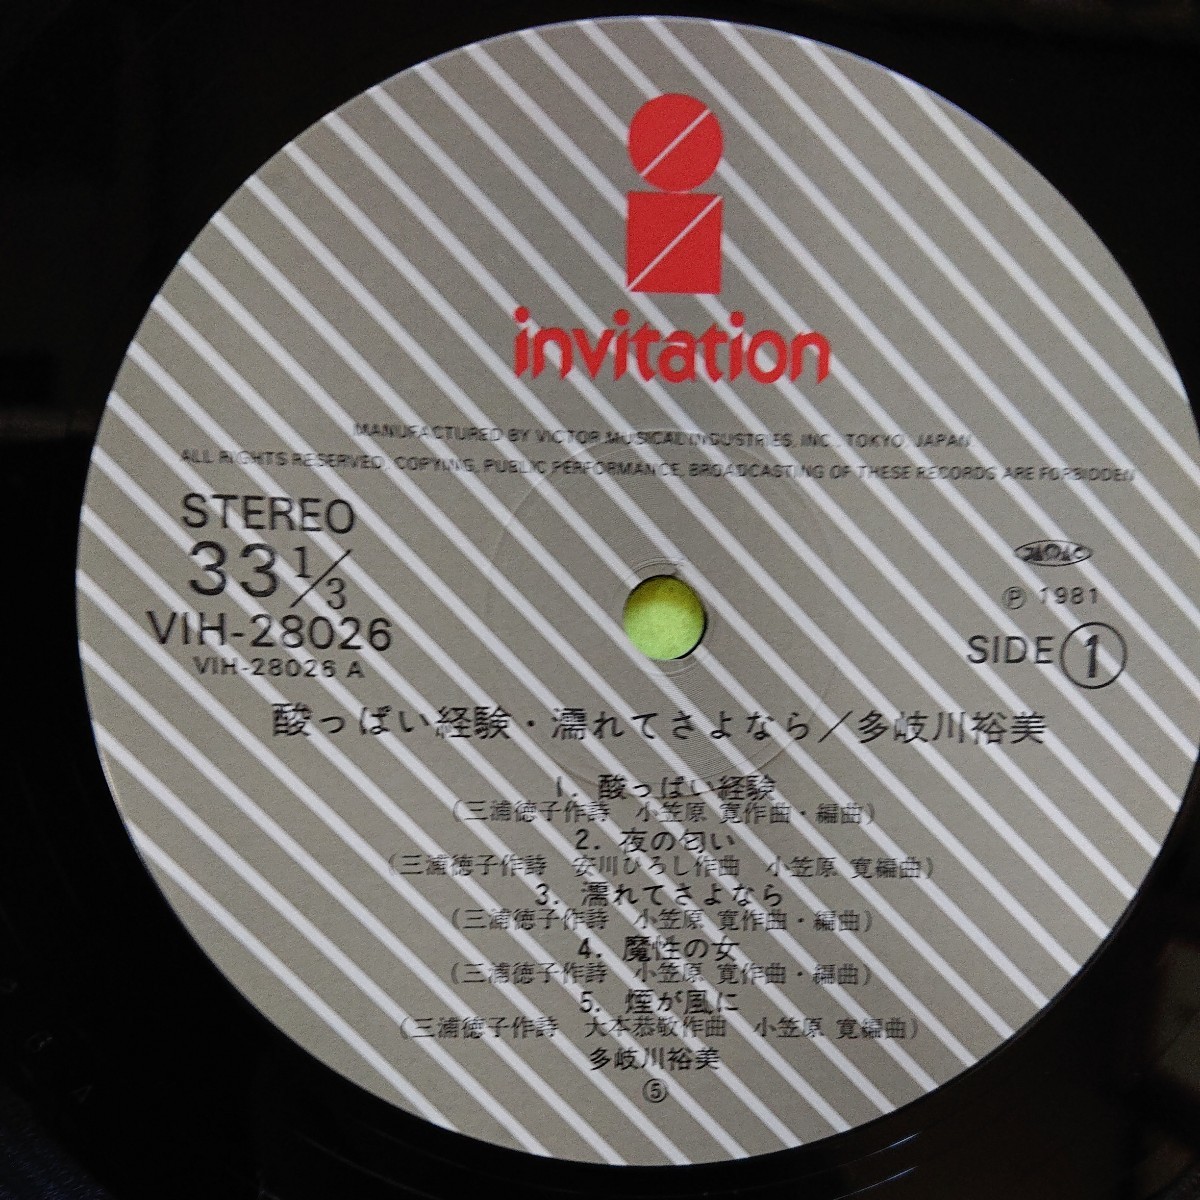 invitation
MANUFACTURED BY VICTOR MUSICAL INDUSTRIES, INC., TOKYO, JAPAN
ALL RIGHTS RESERVED, COPYING, PUBLIC PERFORMANCE, BROADCASTING OF THESE RECORDS ARE FORBIDDEN
STEREO
33 1/3
VIH-28026
VIH-28026 A
JASRAC
Ⓟ 1981
SIDE 1
酸っぱい経験・濡れてさよなら／多岐川裕美
1. 酸っぱい経験
(三浦徳子作詩 小笠原 寛作曲・編曲)
2. 夜の匂い
(三浦徳子作詩 安川ひろし作曲 小笠原 寛編曲)
3. 濡れてさよなら
(三浦徳子作詩 小笠原 寛作曲・編曲)
4. 魔性の女
(三浦徳子作詩 小笠原 寛作曲・編曲)
5. 煙が風に
(三浦徳子作詩 大本恭敬作曲 小笠原 寛編曲)
多岐川裕美
⑤